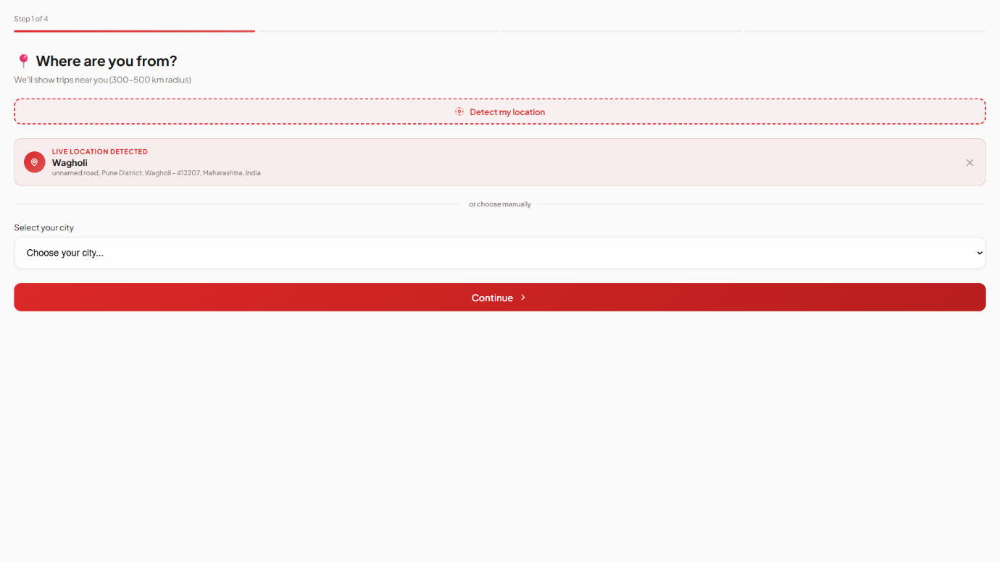 Step 1 of 4
Where are you from?
We'll show trips near you (300–500 km radius)
Detect my location
LIVE LOCATION DETECTED
Wagholi
unnamed road, Pune District, Wagholi - 412207, Maharashtra, India
or choose manually
Select your city
Choose your city...
Continue